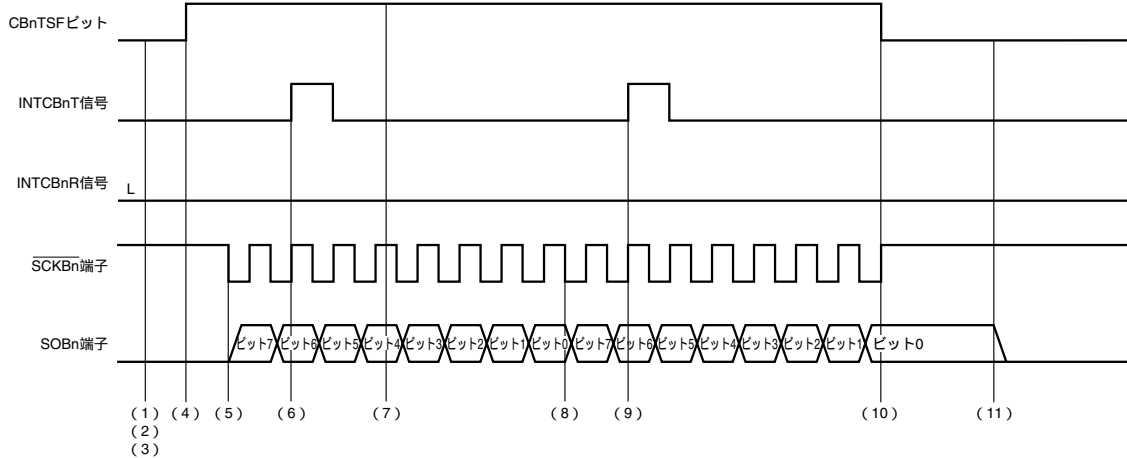 CBnTSFビット
INTCBnT信号
INTCBnR信号
L
SCKBn端子
SOBn端子
ビット7 ビット6 ビット5 ビット4 ビット3 ビット2 ビット1 ビット0 ビット7 ビット6 ビット5 ビット4 ビット3 ビット2 ビット1 ビット0
(1) (4) (5) (6) (7) (8) (9) (10) (11)
(2)
(3)